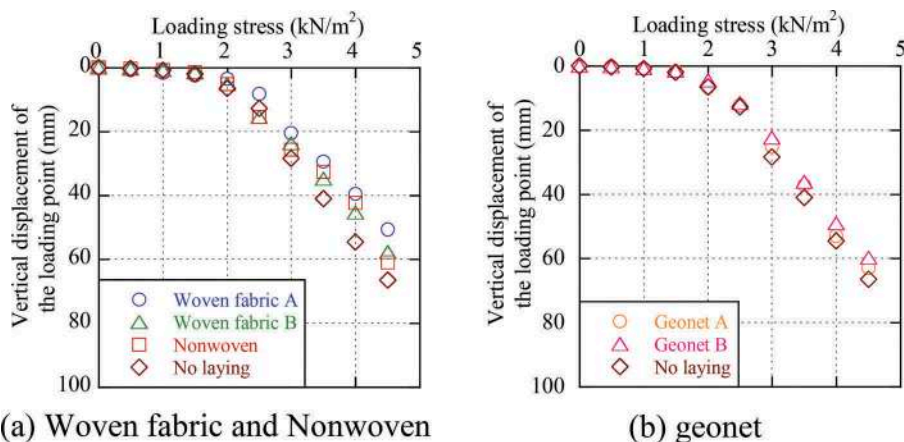 Loading stress (kN/m²)
0 1 2 3 4 5
Vertical displacement of
the loading point (mm)
0
20
40
60
80
100
Woven fabric A
Woven fabric B
Nonwoven
No laying
(a) Woven fabric and Nonwoven
Loading stress (kN/m²)
0 1 2 3 4 5
Vertical displacement of
the loading point (mm)
0
20
40
60
80
100
Geonet A
Geonet B
No laying
(b) geonet